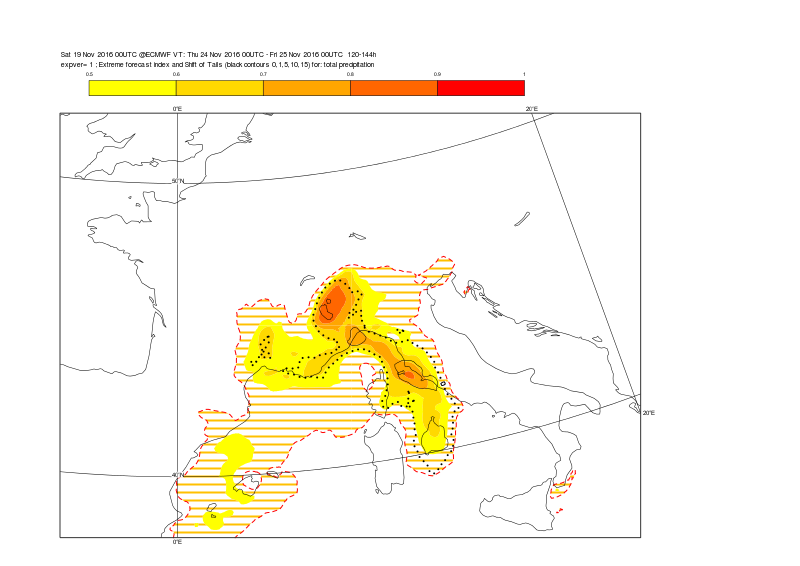 Sat 19 Nov 2016 00UTC @ECMWF VT: Thu 24 Nov 2016 00UTC - Fri 25 Nov 2016 00UTC 120-144h
expver= 1 ; Extreme forecast index and Shift of Tails (black contours 0,1,5,10,15) for: total precipitation
0.5 0.6 0.7 0.8 0.9 1
0°E 20°E
50°N
20°E
40°N
0°E